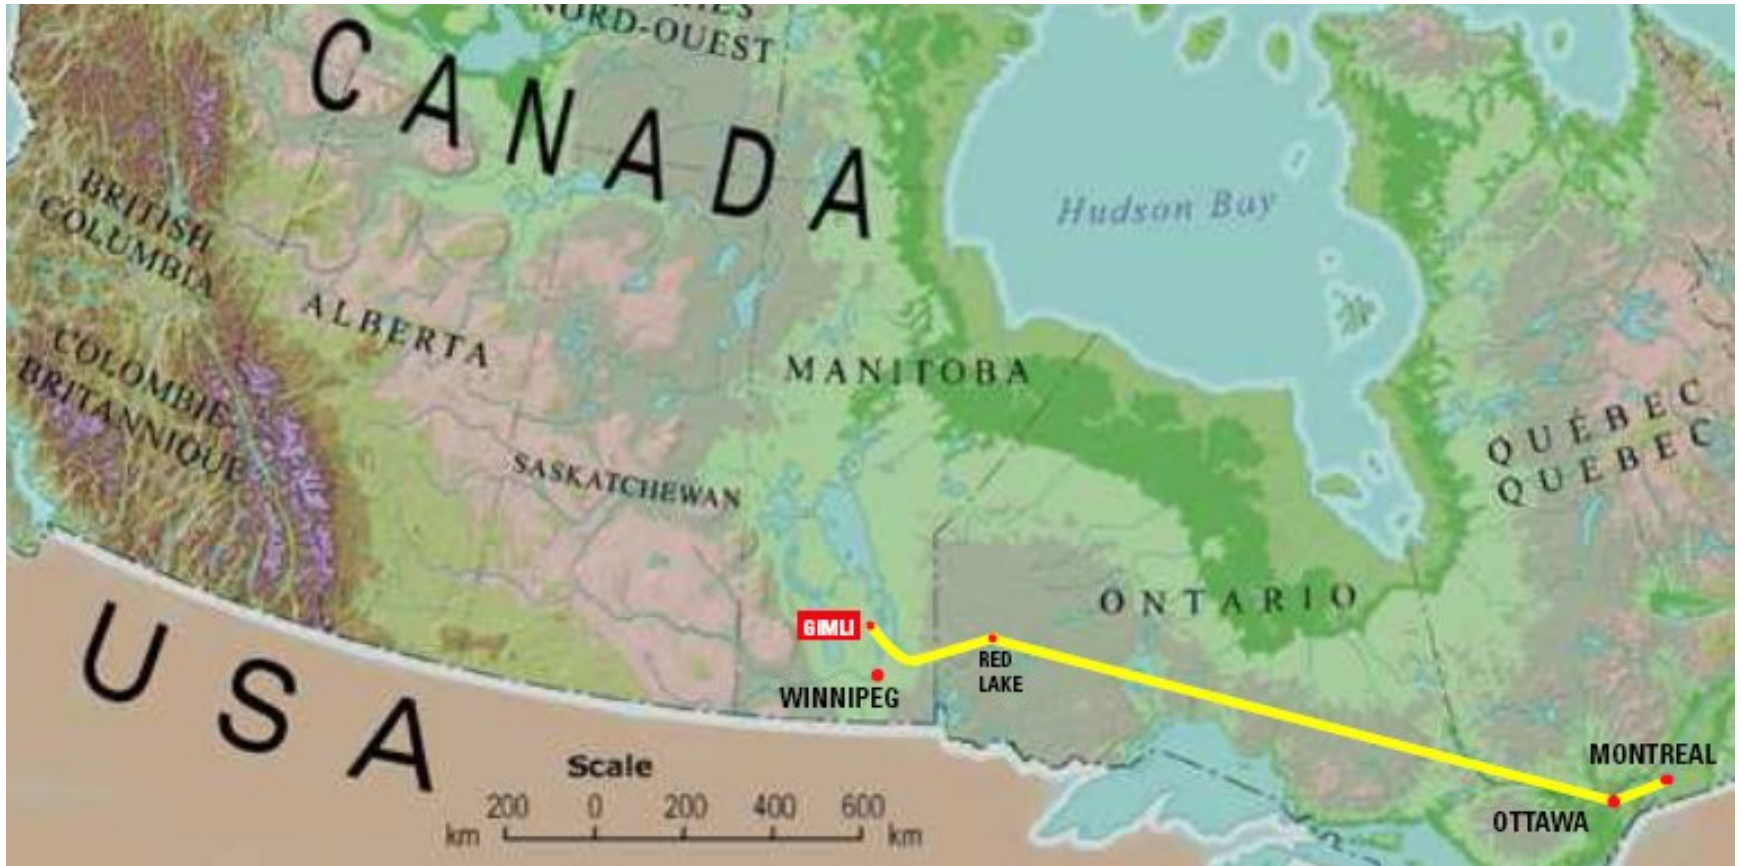 NORD-OUEST
CANADA
Hudson Bay
BRITISH
COLUMBIA
ALBERTA
COLOMBIE
BRITANNIQUE
MANITOBA
QUÉBEC
QUEBEC
SASKATCHEWAN
ONTARIO
GIMLI
RED
LAKE
WINNIPEG
USA
MONTREAL
OTTAWA
Scale
200 0 200 400 600
km km